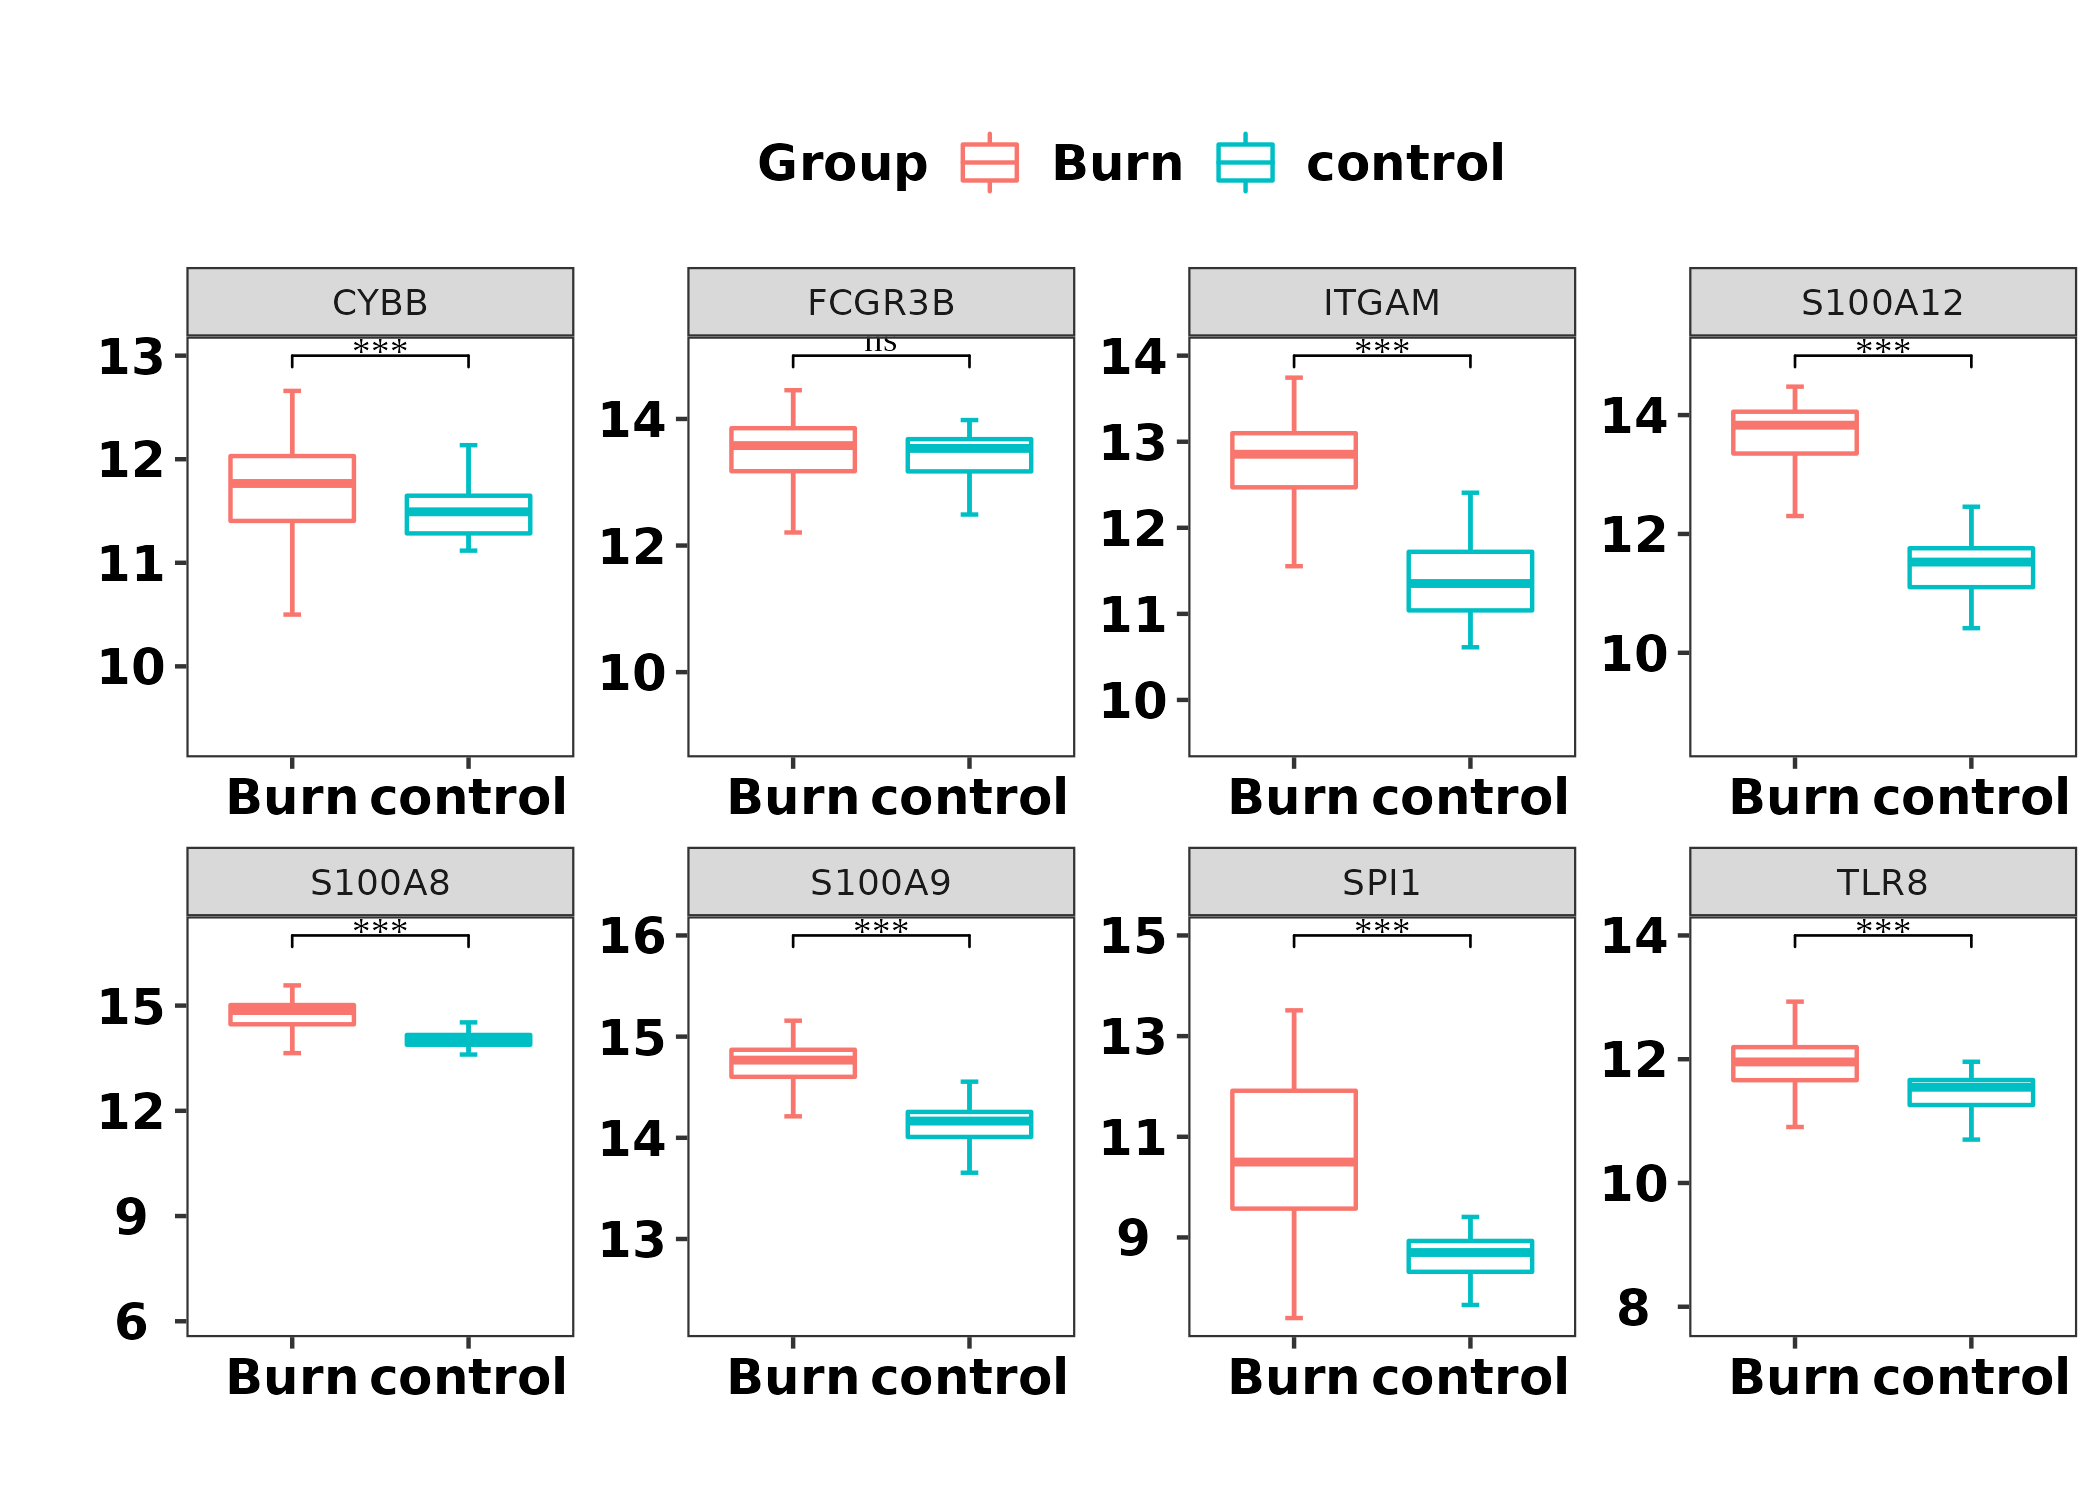 Group Burn control
CYBB FCGR3B ITGAM S100A12
*** ns *** ***
13 14 14 14
12 12 13 12
11 10 12 10
10 11
10
Burn control Burn control Burn control Burn control
S100A8 S100A9 SPI1 TLR8
*** *** *** ***
15 16 15 14
12 15 13 12
9 14 11 10
6 13 9 8
Burn control Burn control Burn control Burn control